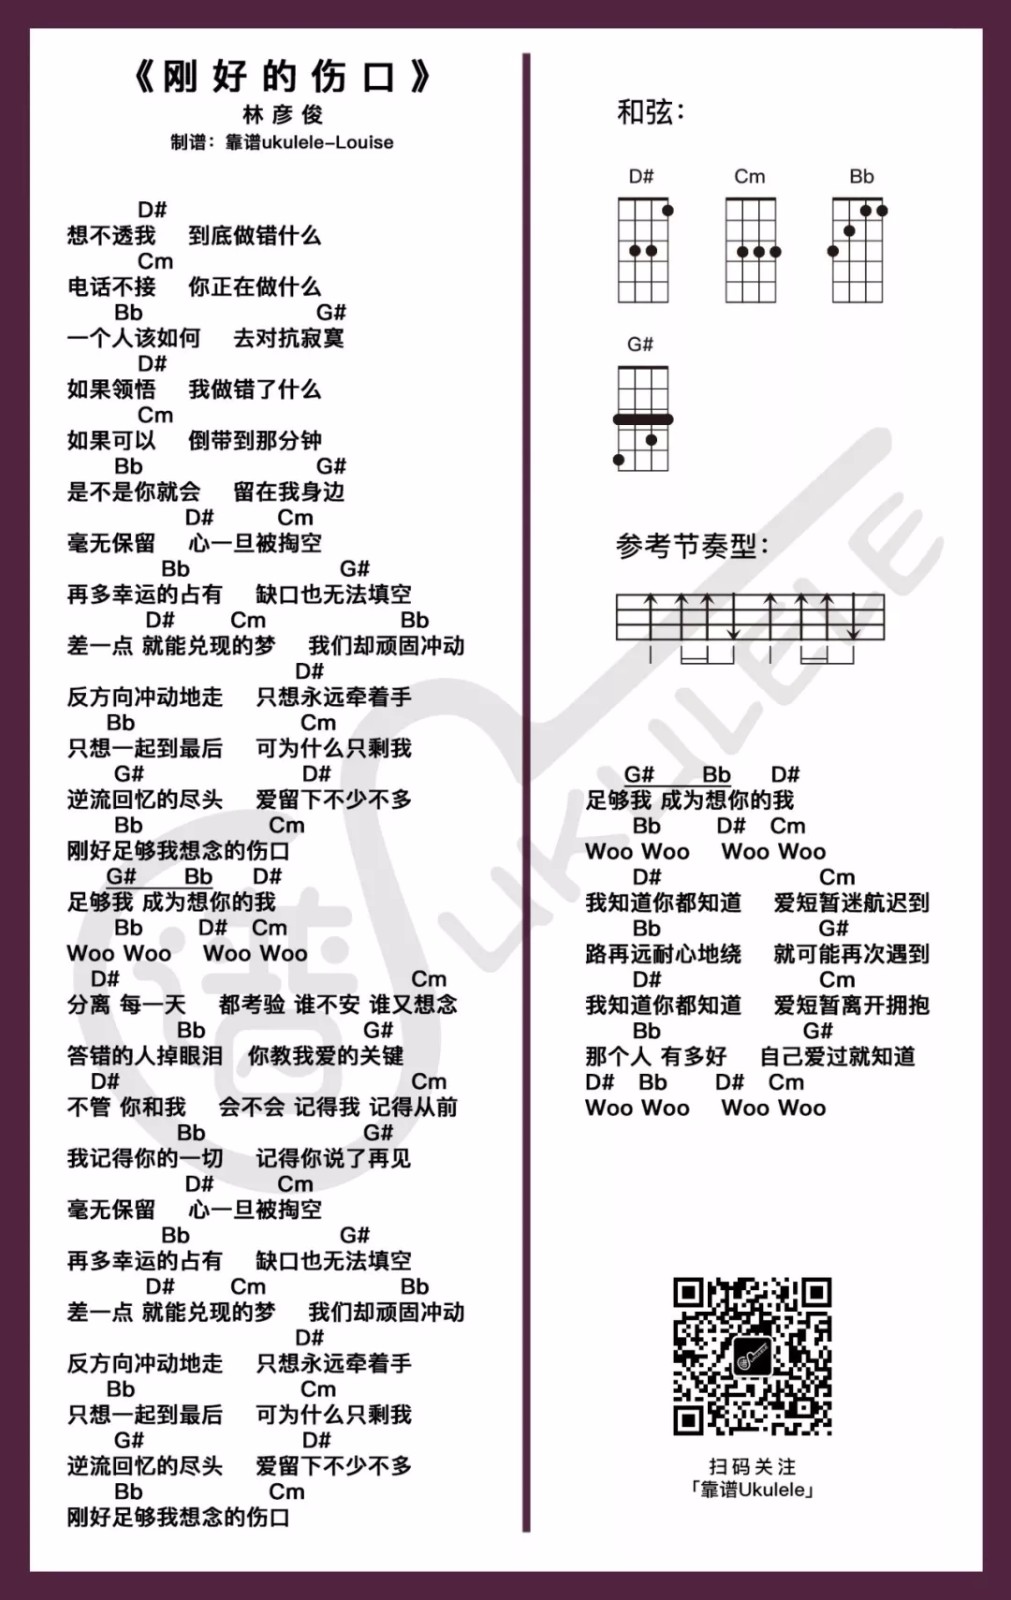 《刚好的伤口》
林彦俊
制谱：靠谱ukulele-Louise
D#
想不透我 到底做错什么
Cm
电话不接 你正在做什么
Bb G#
一个人该如何 去对抗寂寞
D#
如果领悟 我做错了什么
Cm
如果可以 倒带到那分钟
Bb G#
是不是你就会 留在我身边
D# Cm
毫无保留 心一旦被掏空
Bb G#
再多幸运的占有 缺口也无法填空
D# Cm Bb
差一点 就能兑现的梦 我们却顽固冲动
D#
反方向冲动地走 只想永远牵着手
Bb Cm
只想一起到最后 可为什么只剩我
G# D#
逆流回忆的尽头 爱留下不少不多
Bb Cm
刚好足够我想念的伤口
G# Bb D#
足够我 成为想你的我
Bb D# Cm
Woo Woo Woo Woo
D# Cm
分离 每一天 都考验 谁不安 谁又想念
Bb G#
答错的人掉眼泪 你教我爱的关键
D# Cm
不管 你和我 会不会 记得我 记得从前
Bb G#
我记得你的一切 记得你说了再见
D# Cm
毫无保留 心一旦被掏空
Bb G#
再多幸运的占有 缺口也无法填空
D# Cm Bb
差一点 就能兑现的梦 我们却顽固冲动
D#
反方向冲动地走 只想永远牵着手
Bb Cm
只想一起到最后 可为什么只剩我
G# D#
逆流回忆的尽头 爱留下不少不多
Bb Cm
刚好足够我想念的伤口
和弦：
D# Cm Bb
G#
参考节奏型：
G# Bb D#
足够我 成为想你的我
Bb D# Cm
Woo Woo Woo Woo
D# Cm
我知道你都知道 爱短暂迷航迟到
Bb G#
路再远耐心地绕 就可能再次遇到
D# Cm
我知道你都知道 爱短暂离开拥抱
Bb G#
那个人 有多好 自己爱过就知道
D# Bb D# Cm
Woo Woo Woo Woo
扫码关注
「靠谱Ukulele」
谱 UKULELE